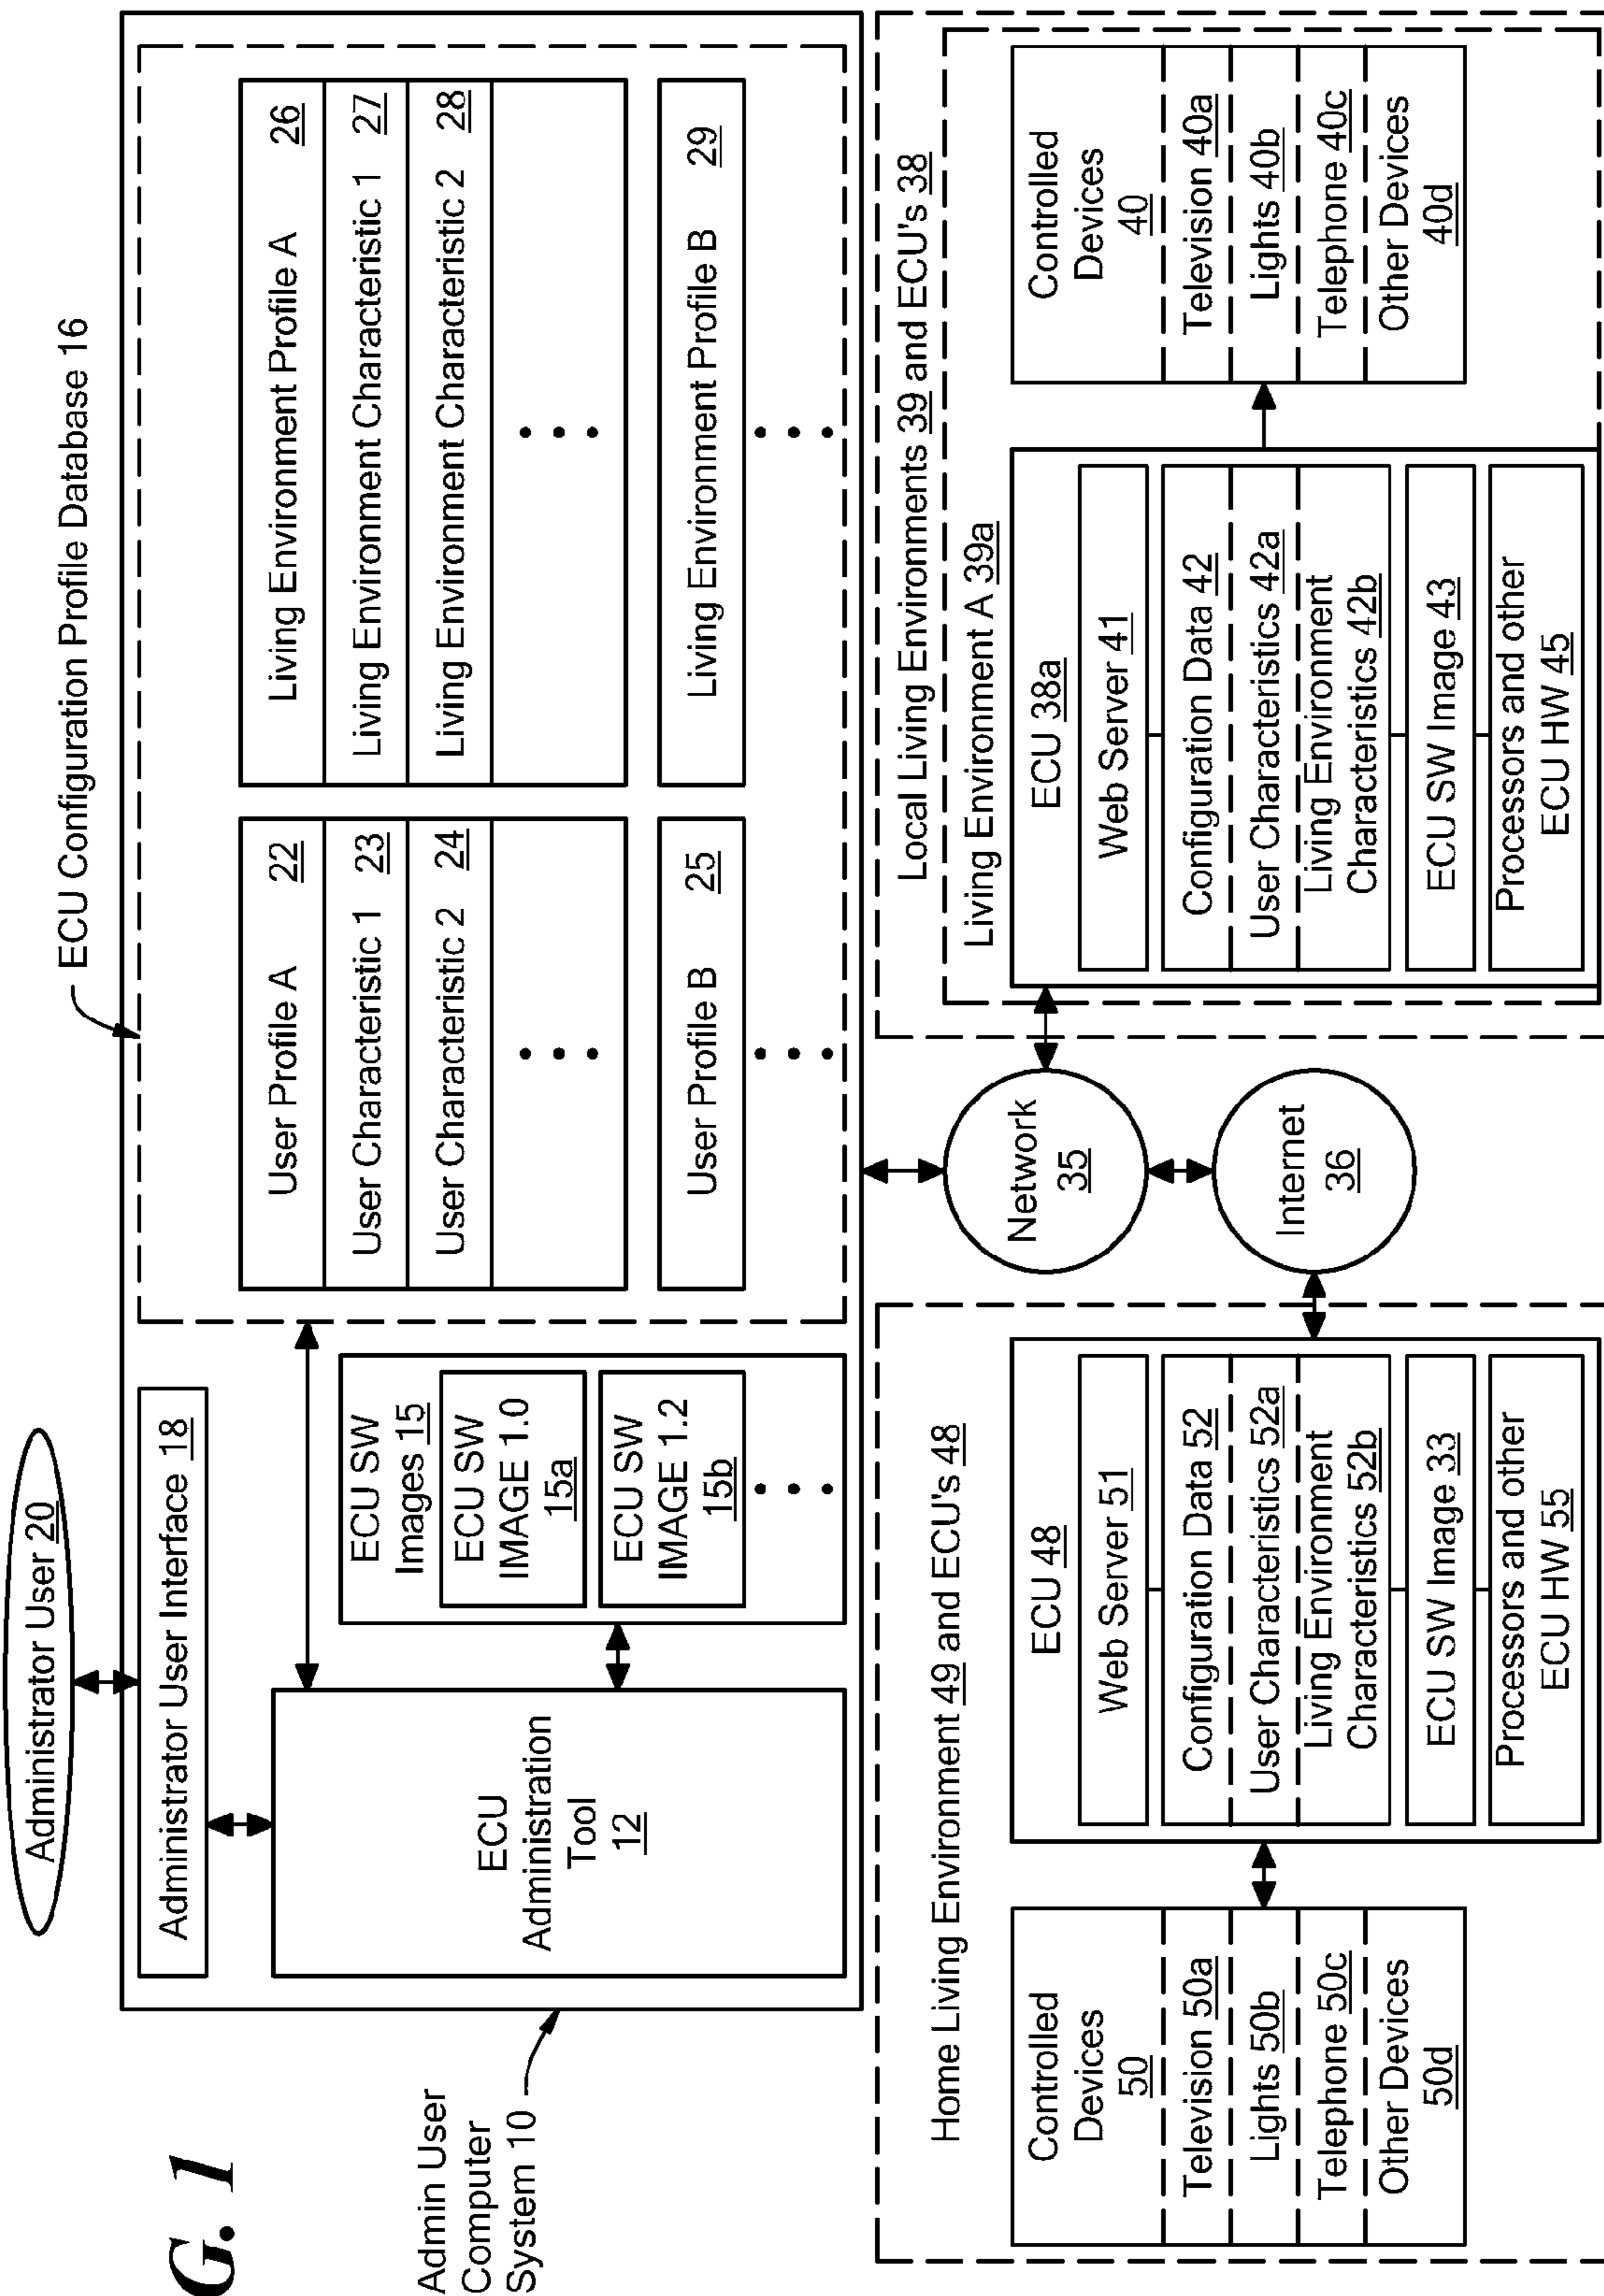 G. 1
Administrator User 20
ECU Configuration Profile Database 16
Admin User
Computer
System 10
Administrator User Interface 18
ECU
Administration
Tool
12
ECU SW
Images 15
ECU SW
IMAGE 1.0
15a
ECU SW
IMAGE 1.2
15b
• • •
User Profile A 22
User Characteristic 1 23
User Characteristic 2 24
• • •
User Profile B 25
• • •
Living Environment Profile A 26
Living Environment Characteristic 1 27
Living Environment Characteristic 2 28
• • •
Living Environment Profile B 29
• • •
Network
35
Internet
36
Home Living Environment 49 and ECU's 48
Controlled
Devices
50
Television 50a
Lights 50b
Telephone 50c
Other Devices
50d
ECU 48
Web Server 51
Configuration Data 52
User Characteristics 52a
Living Environment
Characteristics 52b
ECU SW Image 33
Processors and other
ECU HW 55
Local Living Environments 39 and ECU's 38
Living Environment A 39a
ECU 38a
Web Server 41
Configuration Data 42
User Characteristics 42a
Living Environment
Characteristics 42b
ECU SW Image 43
Processors and other
ECU HW 45
Controlled
Devices
40
Television 40a
Lights 40b
Telephone 40c
Other Devices
40d